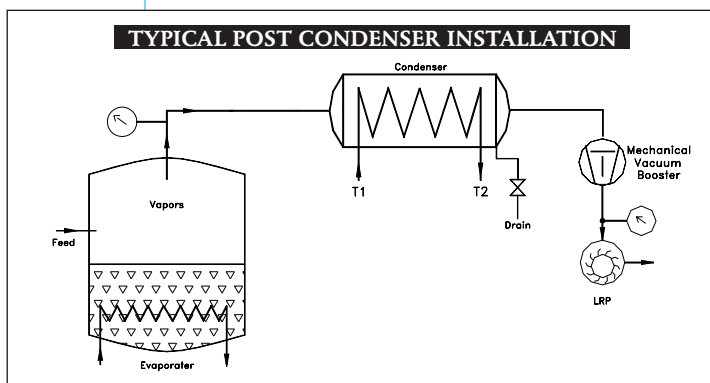 TYPICAL POST CONDENSER INSTALLATION
Condenser
Mechanical
Vacuum
Booster
T1
T2
Vapors
Drain
Feed
LRP
Evaporater